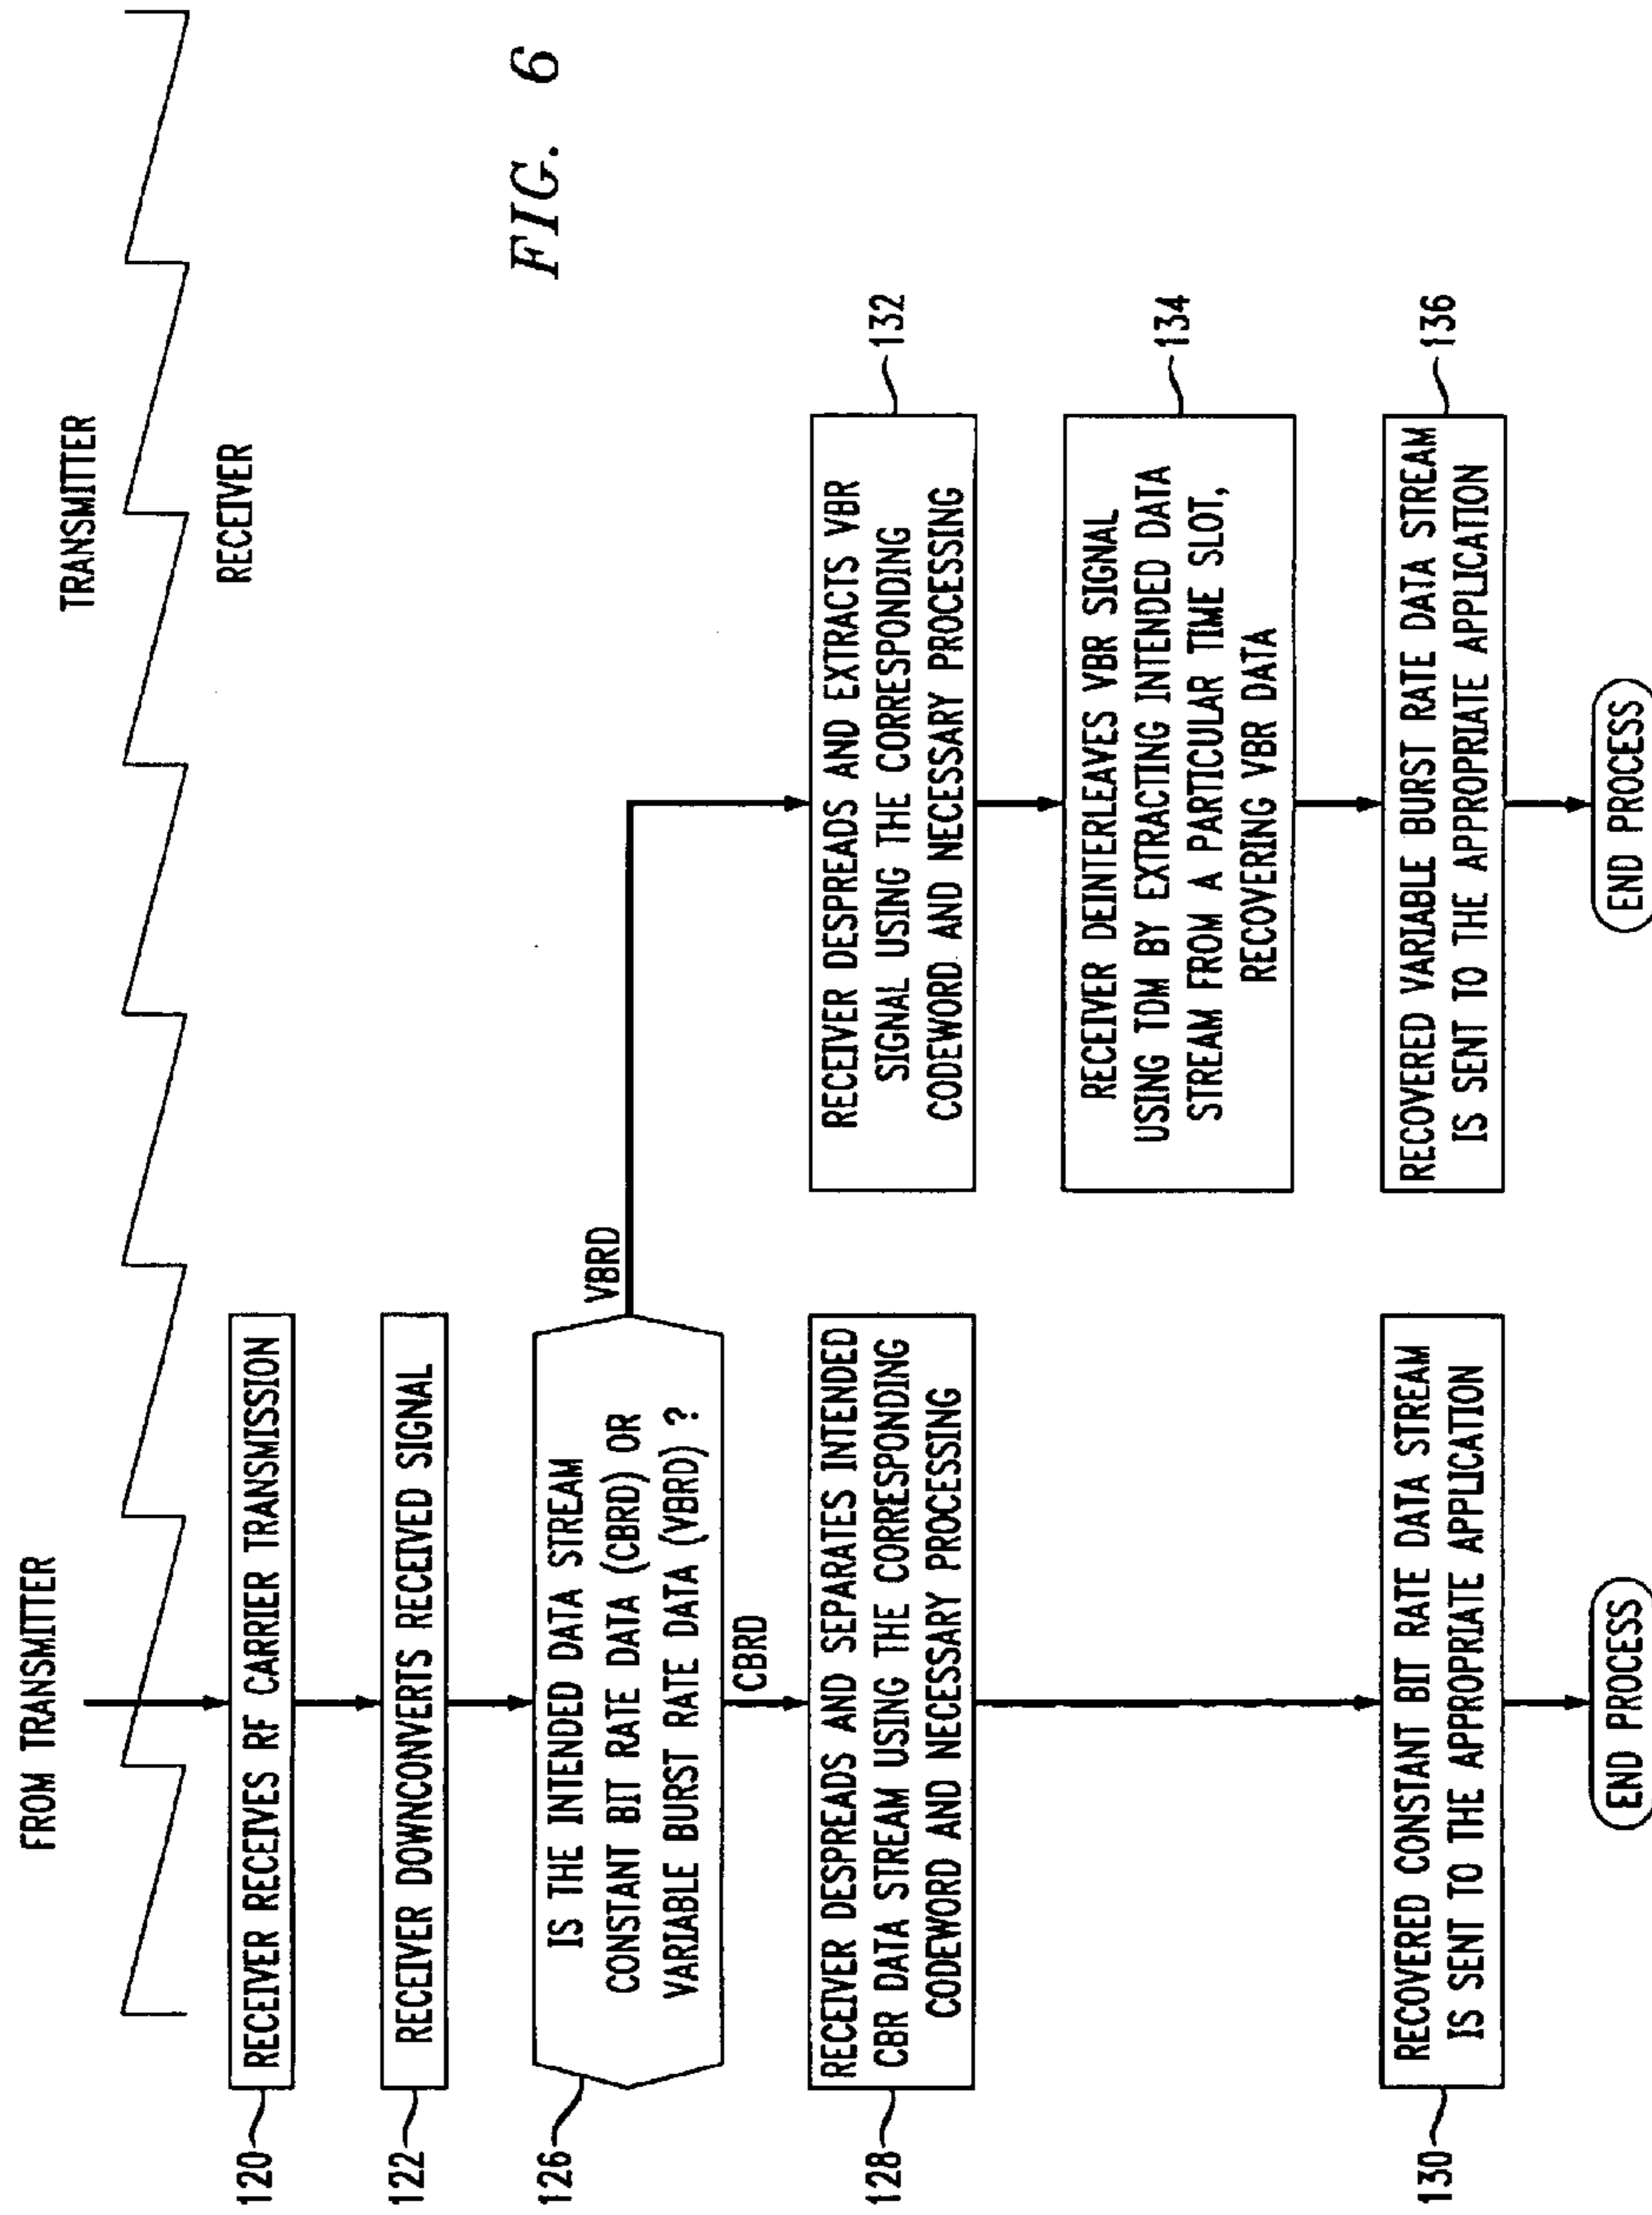 FROM TRANSMITTER
TRANSMITTER
RECEIVER
120
RECEIVER RECEIVES RF CARRIER TRANSMISSION
122
RECEIVER DOWNCONVERTS RECEIVED SIGNAL
FIG. 6
126
IS THE INTENDED DATA STREAM
CONSTANT BIT RATE DATA (CBRD) OR
VARIABLE BURST RATE DATA (VBRD) ?
VBRD
CBRD
128
RECEIVER DESPREADS AND SEPARATES INTENDED
CBR DATA STREAM USING THE CORRESPONDING
CODEWORD AND NECESSARY PROCESSING
RECEIVER DESPREADS AND EXTRACTS VBR
SIGNAL USING THE CORRESPONDING
CODEWORD AND NECESSARY PROCESSING
132
RECEIVER DEINTERLEAVES VBR SIGNAL
USING TDM BY EXTRACTING INTENDED DATA
STREAM FROM A PARTICULAR TIME SLOT,
RECOVERING VBR DATA
134
130
RECOVERED CONSTANT BIT RATE DATA STREAM
IS SENT TO THE APPROPRIATE APPLICATION
RECOVERED VARIABLE BURST RATE DATA STREAM
IS SENT TO THE APPROPRIATE APPLICATION
136
END PROCESS
END PROCESS